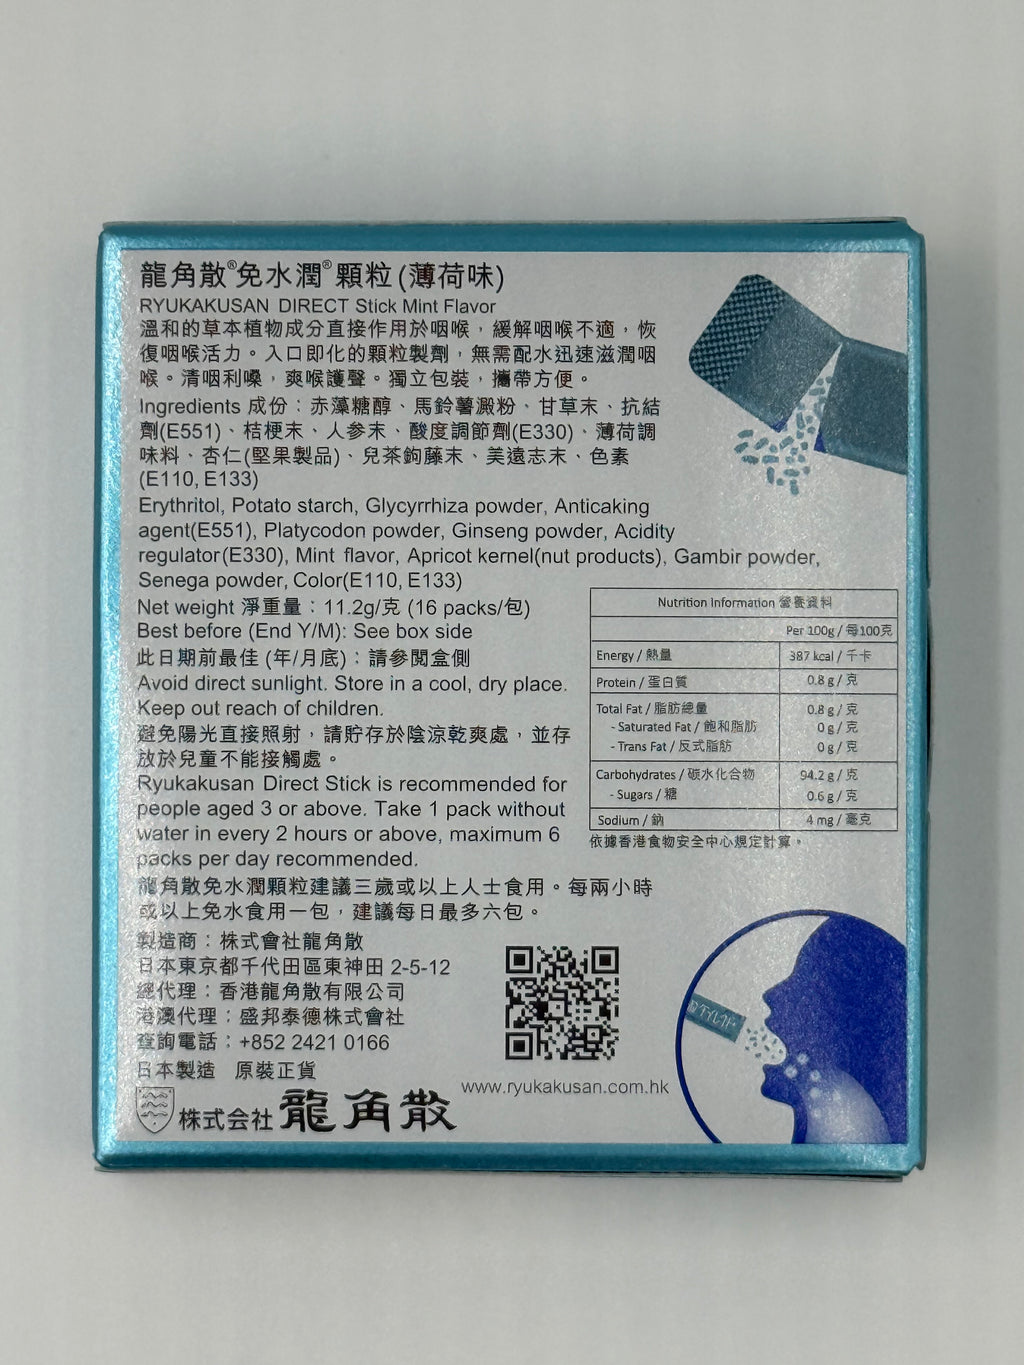 龍角散®免水潤®顆粒(薄荷味)
RYUKAKUSAN DIRECT Stick Mint Flavor
溫和的草本植物成分直接作用於咽喉，緩解咽喉不適，恢
復咽喉活力。入口即化的顆粒製劑，無需配水迅速滋潤咽
喉。清咽利嗓，爽喉護聲。獨立包裝，攜帶方便。
Ingredients 成份：赤藻糖醇、馬鈴薯澱粉、甘草末、抗結
劑(E551)、桔梗末、人參末、酸度調節劑(E330)、薄荷調
味料、杏仁(堅果製品)、兒茶鉤藤末、美遠志末、色素
(E110, E133)
Erythritol, Potato starch, Glycyrrhiza powder, Anticaking
agent(E551), Platycodon powder, Ginseng powder, Acidity
regulator(E330), Mint flavor, Apricot kernel(nut products), Gambir powder,
Senega powder, Color(E110, E133)
Net weight 淨重量：11.2g/克 (16 packs/包)
Best before (End Y/M): See box side
此日期前最佳 (年/月底)：請參閱盒側
Avoid direct sunlight. Store in a cool, dry place.
Keep out reach of children.
避免陽光直接照射，請貯存於陰涼乾爽處，並存
放於兒童不能接觸處。
Ryukakusan Direct Stick is recommended for
people aged 3 or above. Take 1 pack without
water in every 2 hours or above, maximum 6
packs per day recommended.
龍角散免水潤顆粒建議三歲或以上人士食用。每兩小時
或以上免水食用一包，建議每日最多六包。
Nutrition Information 營養資料
Per 100g / 每100克
Energy / 熱量 387 kcal / 千卡
Protein / 蛋白質 0.8 g / 克
Total Fat / 脂肪總量 0.8 g / 克
- Saturated Fat / 飽和脂肪 0 g / 克
- Trans Fat / 反式脂肪 0 g / 克
Carbohydrates / 碳水化合物 94.2 g / 克
- Sugars / 糖 0.6 g / 克
Sodium / 鈉 4 mg / 毫克
依據香港食物安全中心規定計算。
製造商：株式會社龍角散
日本東京都千代田區東神田 2-5-12
總代理：香港龍角散有限公司
港澳代理：盛邦泰德株式會社
查詢電話：+852 2421 0166
日本製造 原裝正貨
www.ryukakusan.com.hk
株式会社 龍角散